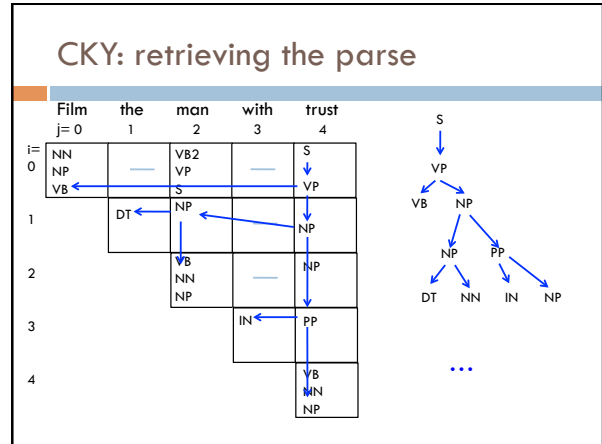 CKY: retrieving the parse
Film the man with trust
j= 0 1 2 3 4
i=
0
NN
NP
VB
VB2
VP
S
S
VP
1
DT
NP
NP
2
VB
NN
NP
NP
3
IN
PP
4
VB
NN
NP
S
VP
VB NP
NP PP
DT NN IN NP
...